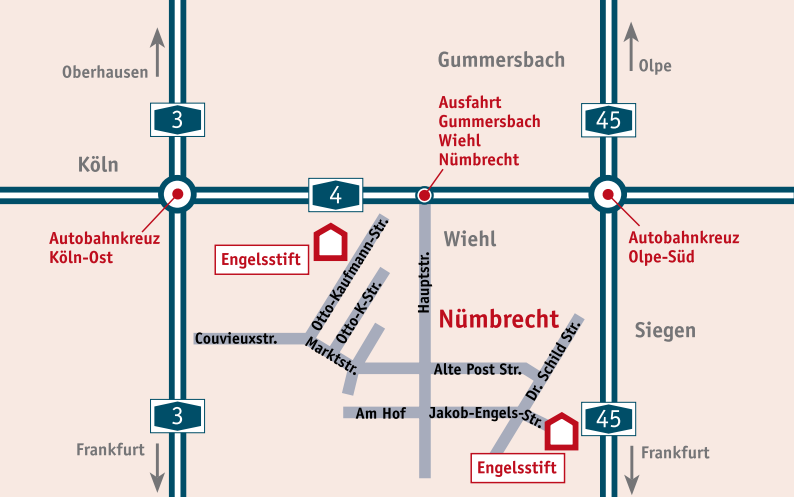 Gummersbach
Oberhausen
Olpe
Ausfahrt
Gummersbach
Wiehl
Nümbrecht
3
45
Köln
4
Autobahnkreuz
Köln-Ost
Engelsstift
Otto-Kaufmann-Str.
Wiehl
Autobahnkreuz
Olpe-Süd
Otto-K-Str.
Hauptstr.
Nümbrecht
Siegen
Couvieuxstr.
Marktstr.
Alte Post Str.
Dr. Schild Str.
3
Am Hof
Jakob-Engels-Str.
45
Frankfurt
Engelsstift
Frankfurt